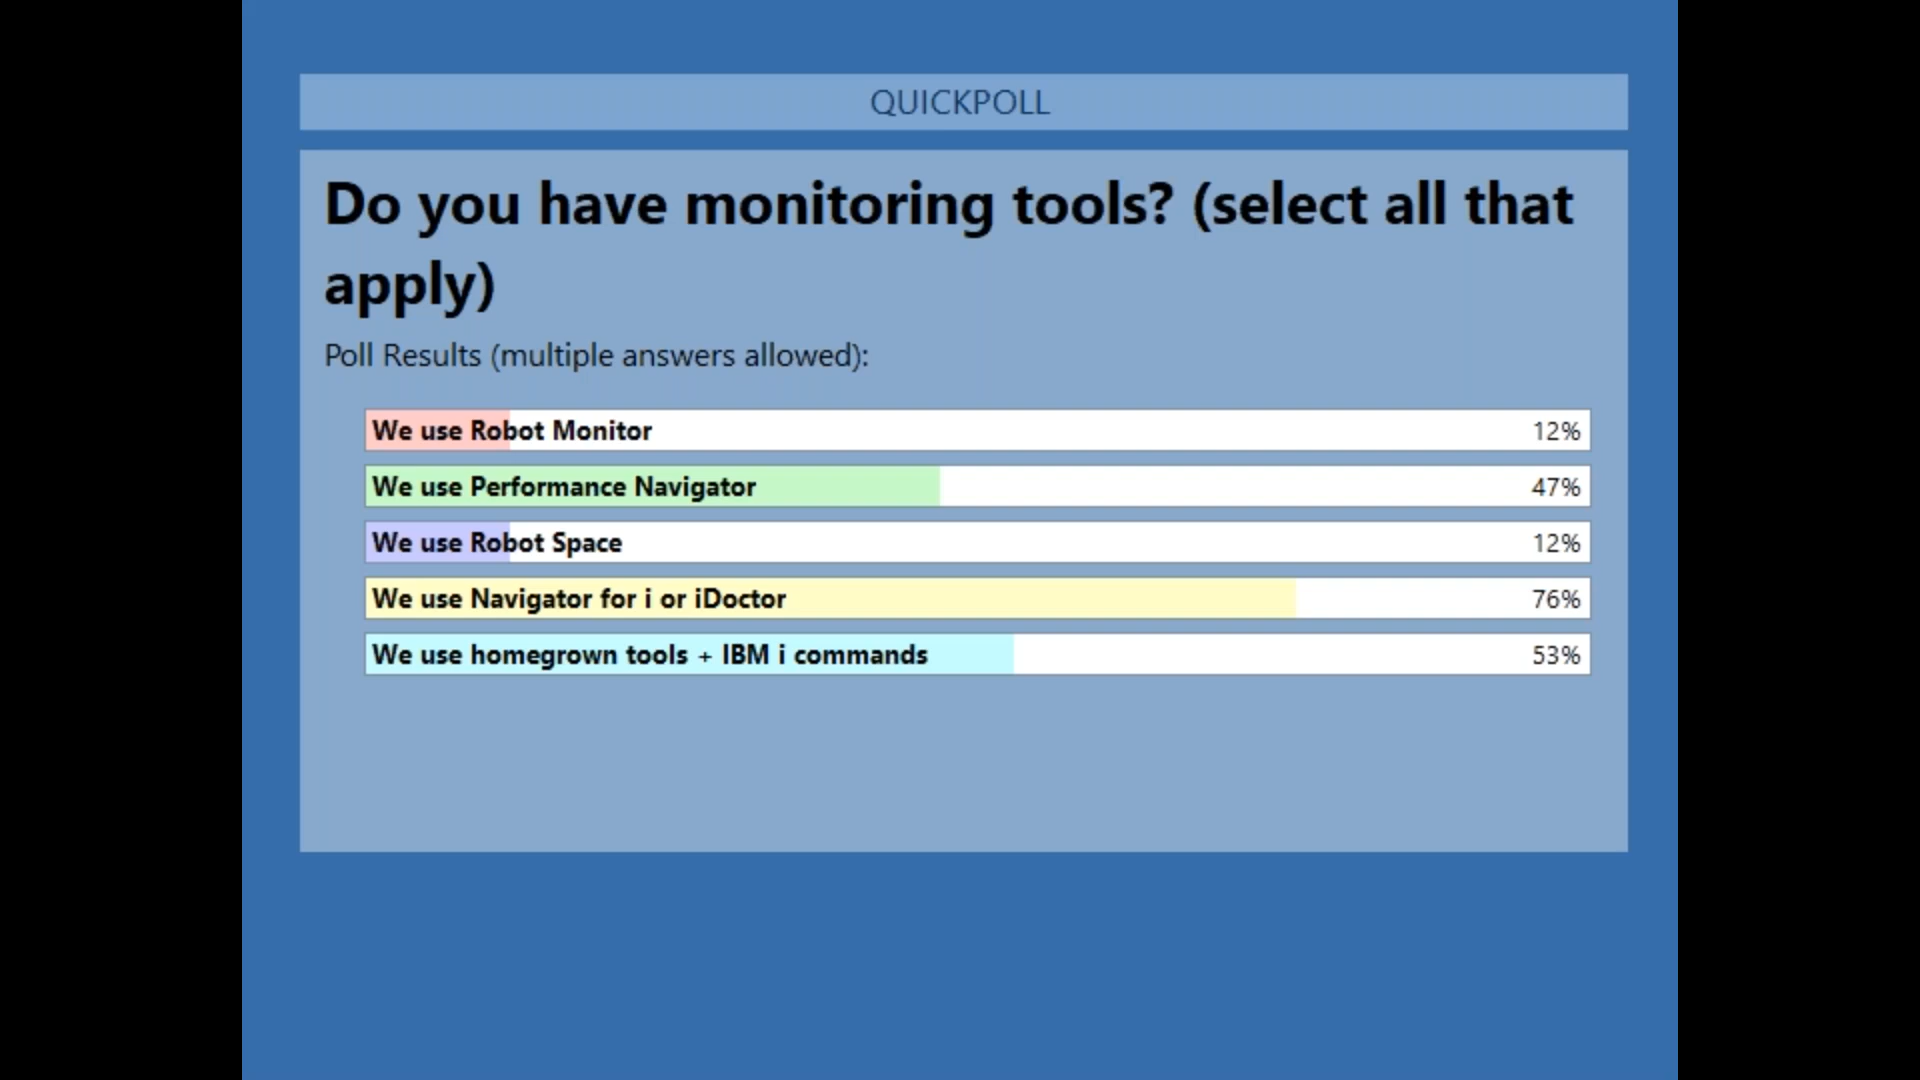 QUICKPOLL
Do you have monitoring tools? (select all that
apply)
Poll Results (multiple answers allowed):
We use Robot Monitor 12%
We use Performance Navigator 47%
We use Robot Space 12%
We use Navigator for i or iDoctor 76%
We use homegrown tools + IBM i commands 53%